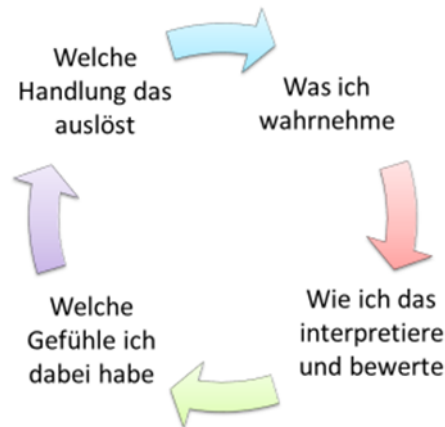 Welche
Handlung das
auslöst
Was ich
wahrnehme
Wie ich das
interpretiere
und bewerte
Welche
Gefühle ich
dabei habe